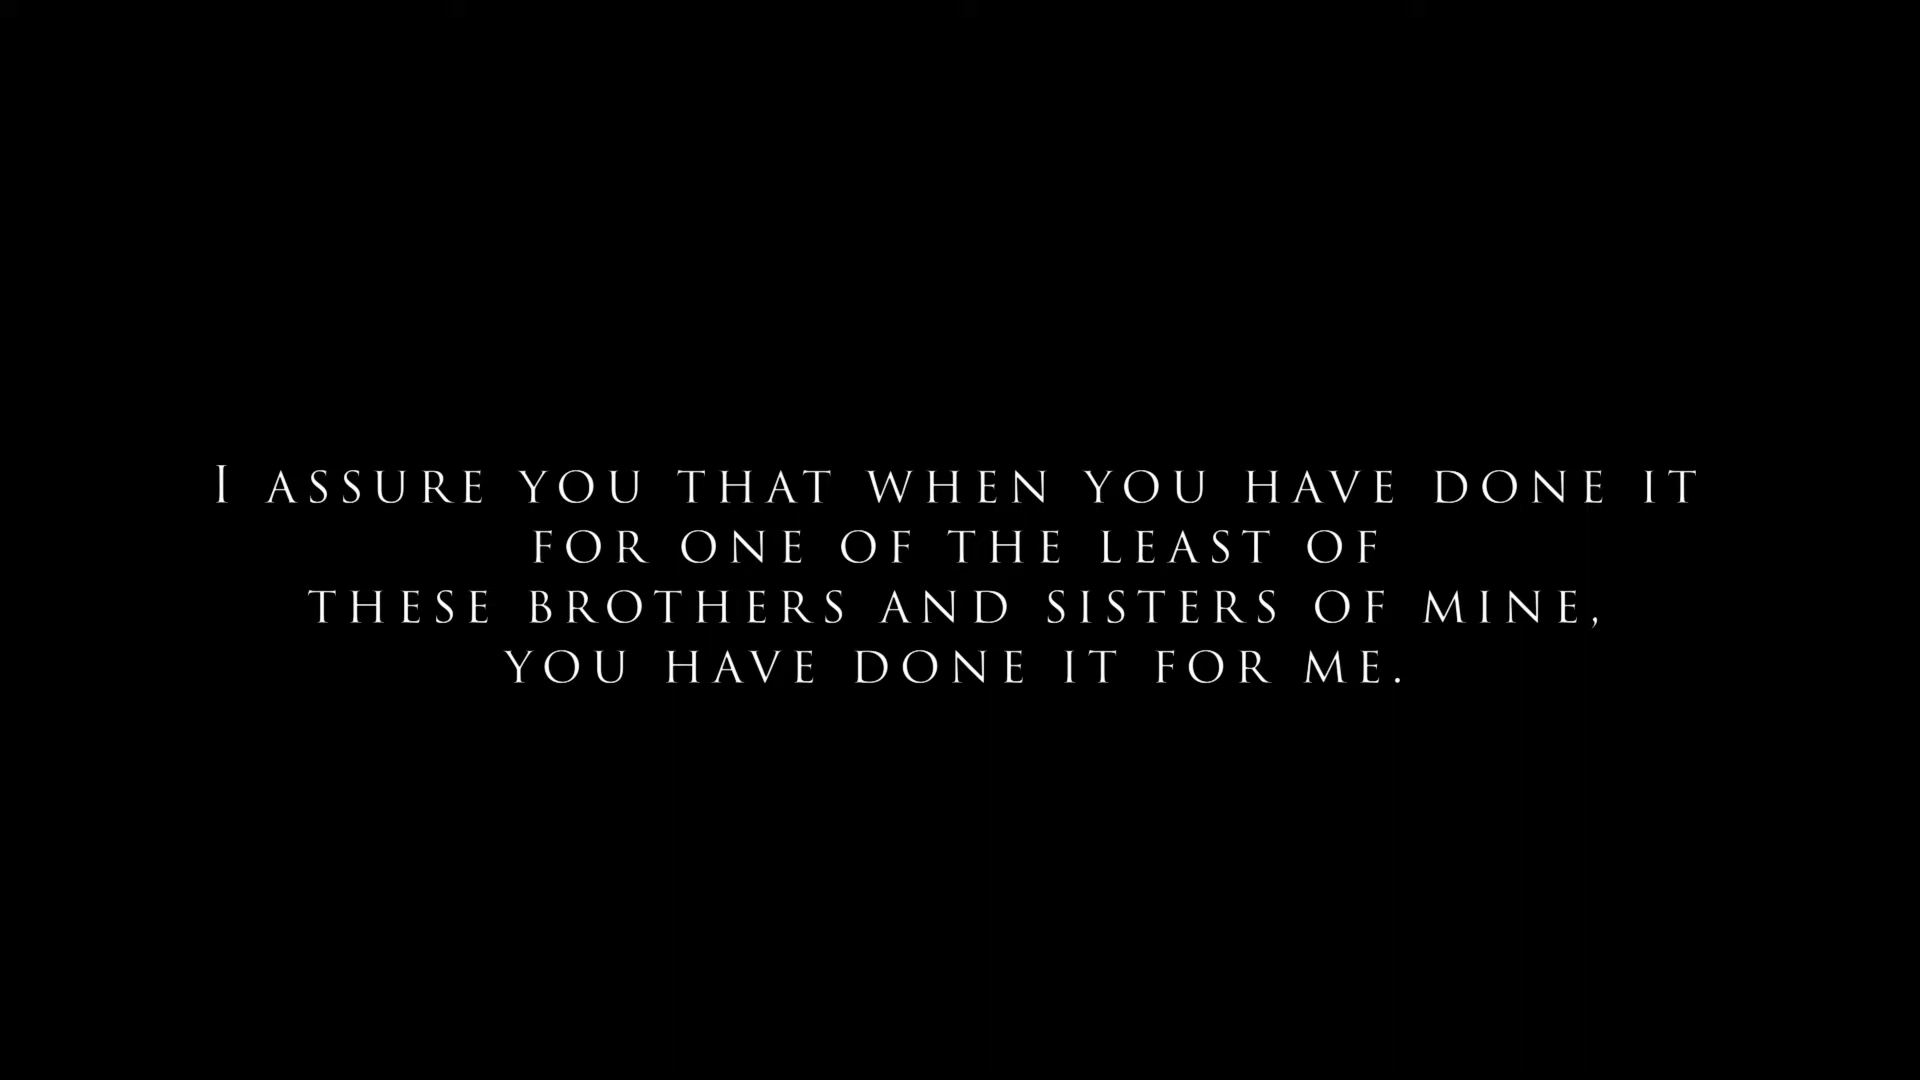 I ASSURE YOU THAT WHEN YOU HAVE DONE IT
FOR ONE OF THE LEAST OF
THESE BROTHERS AND SISTERS OF MINE,
YOU HAVE DONE IT FOR ME.